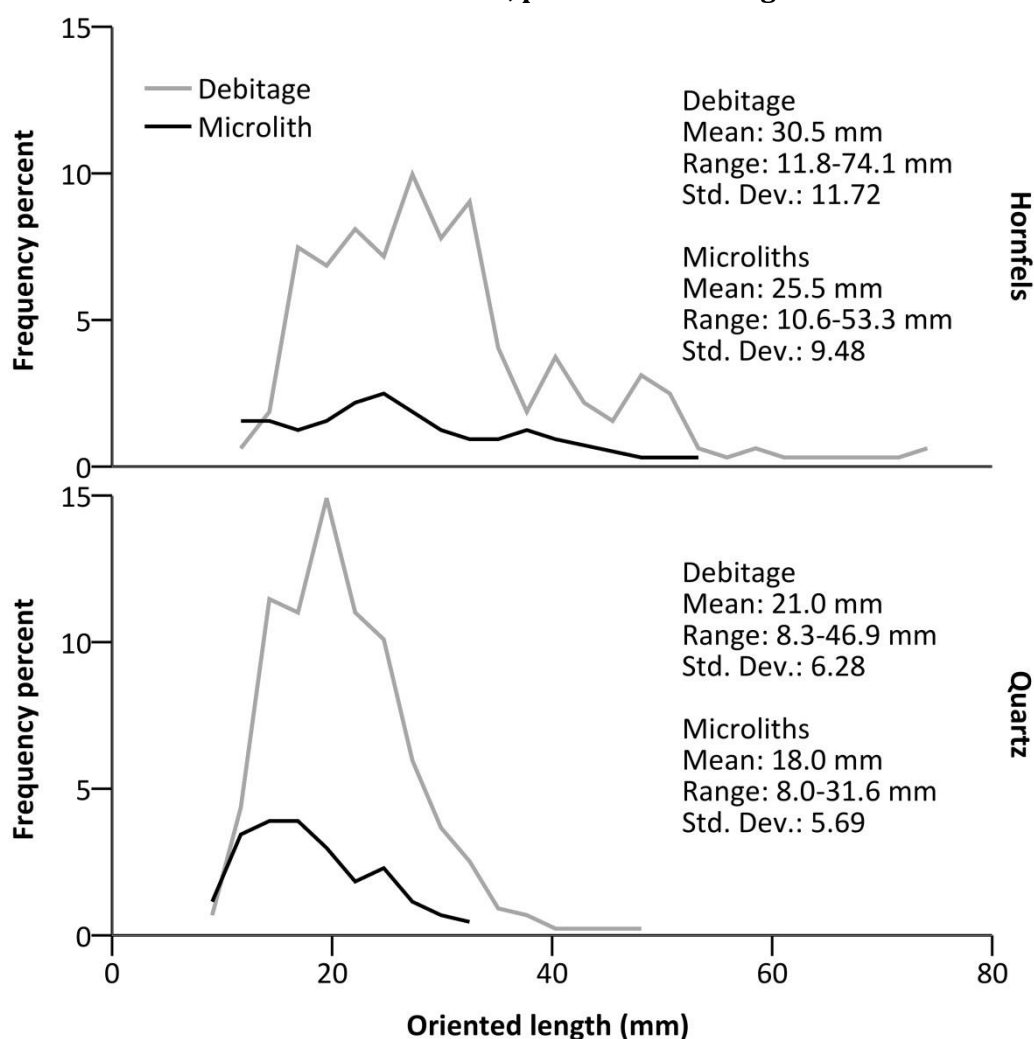 15
Debitage
Microlith
10
5
0
Frequency percent
Debitage
Mean: 30.5 mm
Range: 11.8-74.1 mm
Std. Dev.: 11.72
Microliths
Mean: 25.5 mm
Range: 10.6-53.3 mm
Std. Dev.: 9.48
Hornfels
15
10
5
0
Frequency percent
Debitage
Mean: 21.0 mm
Range: 8.3-46.9 mm
Std. Dev.: 6.28
Microliths
Mean: 18.0 mm
Range: 8.0-31.6 mm
Std. Dev.: 5.69
Quartz
0 20 40 60 80
Oriented length (mm)